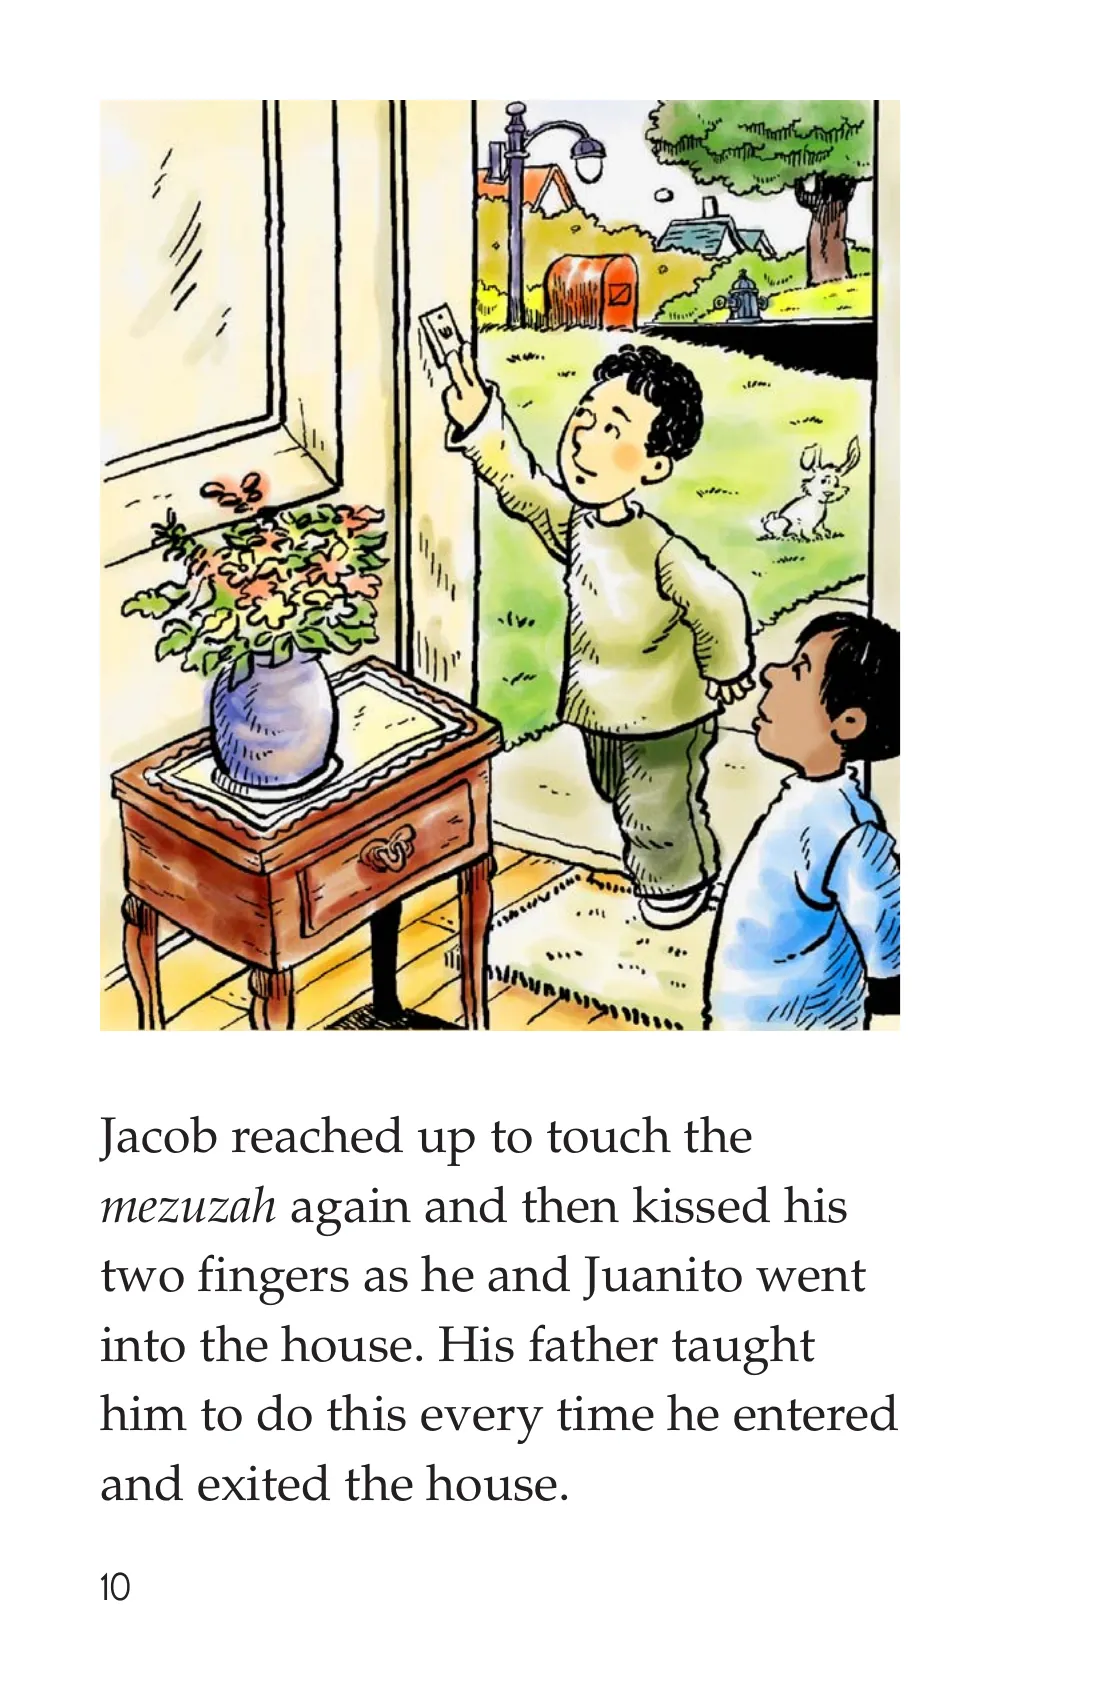 Jacob reached up to touch the
mezuzah again and then kissed his
two fingers as he and Juanito went
into the house. His father taught
him to do this every time he entered
and exited the house.
10